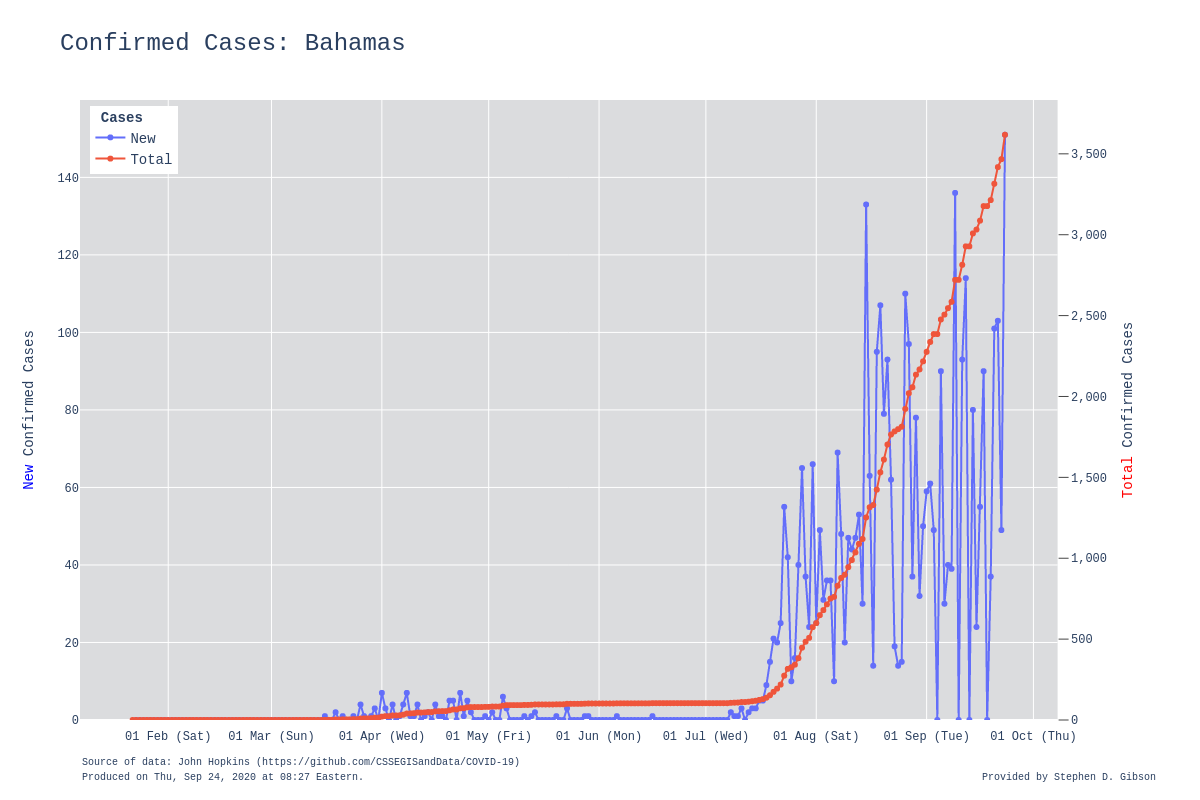 Confirmed Cases: Bahamas
Cases
New
Total
140
120
100
80
60
40
20
0
3,500
3,000
2,500
2,000
1,500
1,000
500
0
New Confirmed Cases
Total Confirmed Cases
01 Feb (Sat) 01 Mar (Sun) 01 Apr (Wed) 01 May (Fri) 01 Jun (Mon) 01 Jul (Wed) 01 Aug (Sat) 01 Sep (Tue) 01 Oct (Thu)
Source of data: John Hopkins (https://github.com/CSSEGISandData/COVID-19)
Produced on Thu, Sep 24, 2020 at 08:27 Eastern.
Provided by Stephen D. Gibson